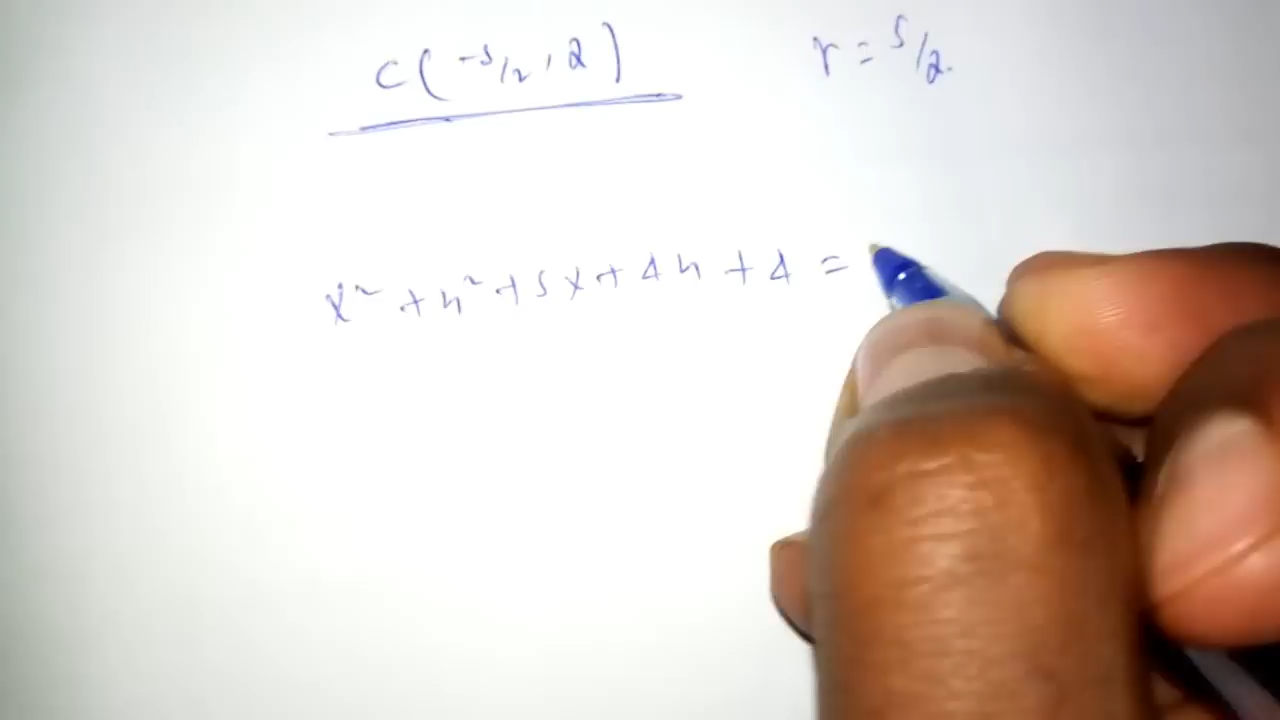 C(-5/2, 2) r = 5/2.
x² + y² + 5x + 4y + 4 =